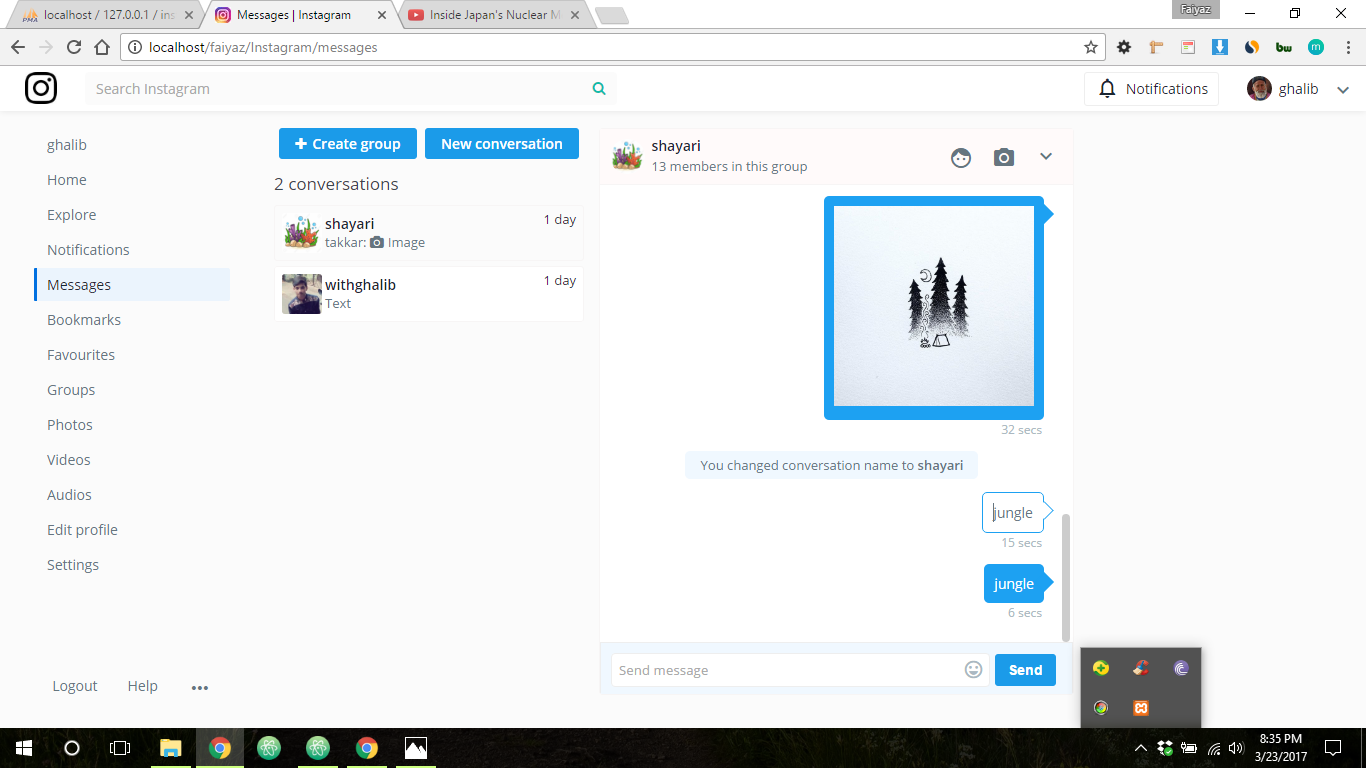 PMA
localhost / 127.0.0.1 / ins
Messages | Instagram
Inside Japan's Nuclear M
Faiyaz
localhost/faiyaz/Instagram/messages
bw
m
Search Instagram
Notifications
ghalib
ghalib
Home
Explore
Notifications
Messages
Bookmarks
Favourites
Groups
Photos
Videos
Audios
Edit profile
Settings
Logout
Help
Create group
New conversation
2 conversations
shayari
1 day
takkar: Image
withghalib
1 day
Text
shayari
13 members in this group
32 secs
You changed conversation name to shayari
jungle
15 secs
jungle
6 secs
Send message
Send
8:35 PM
3/23/2017